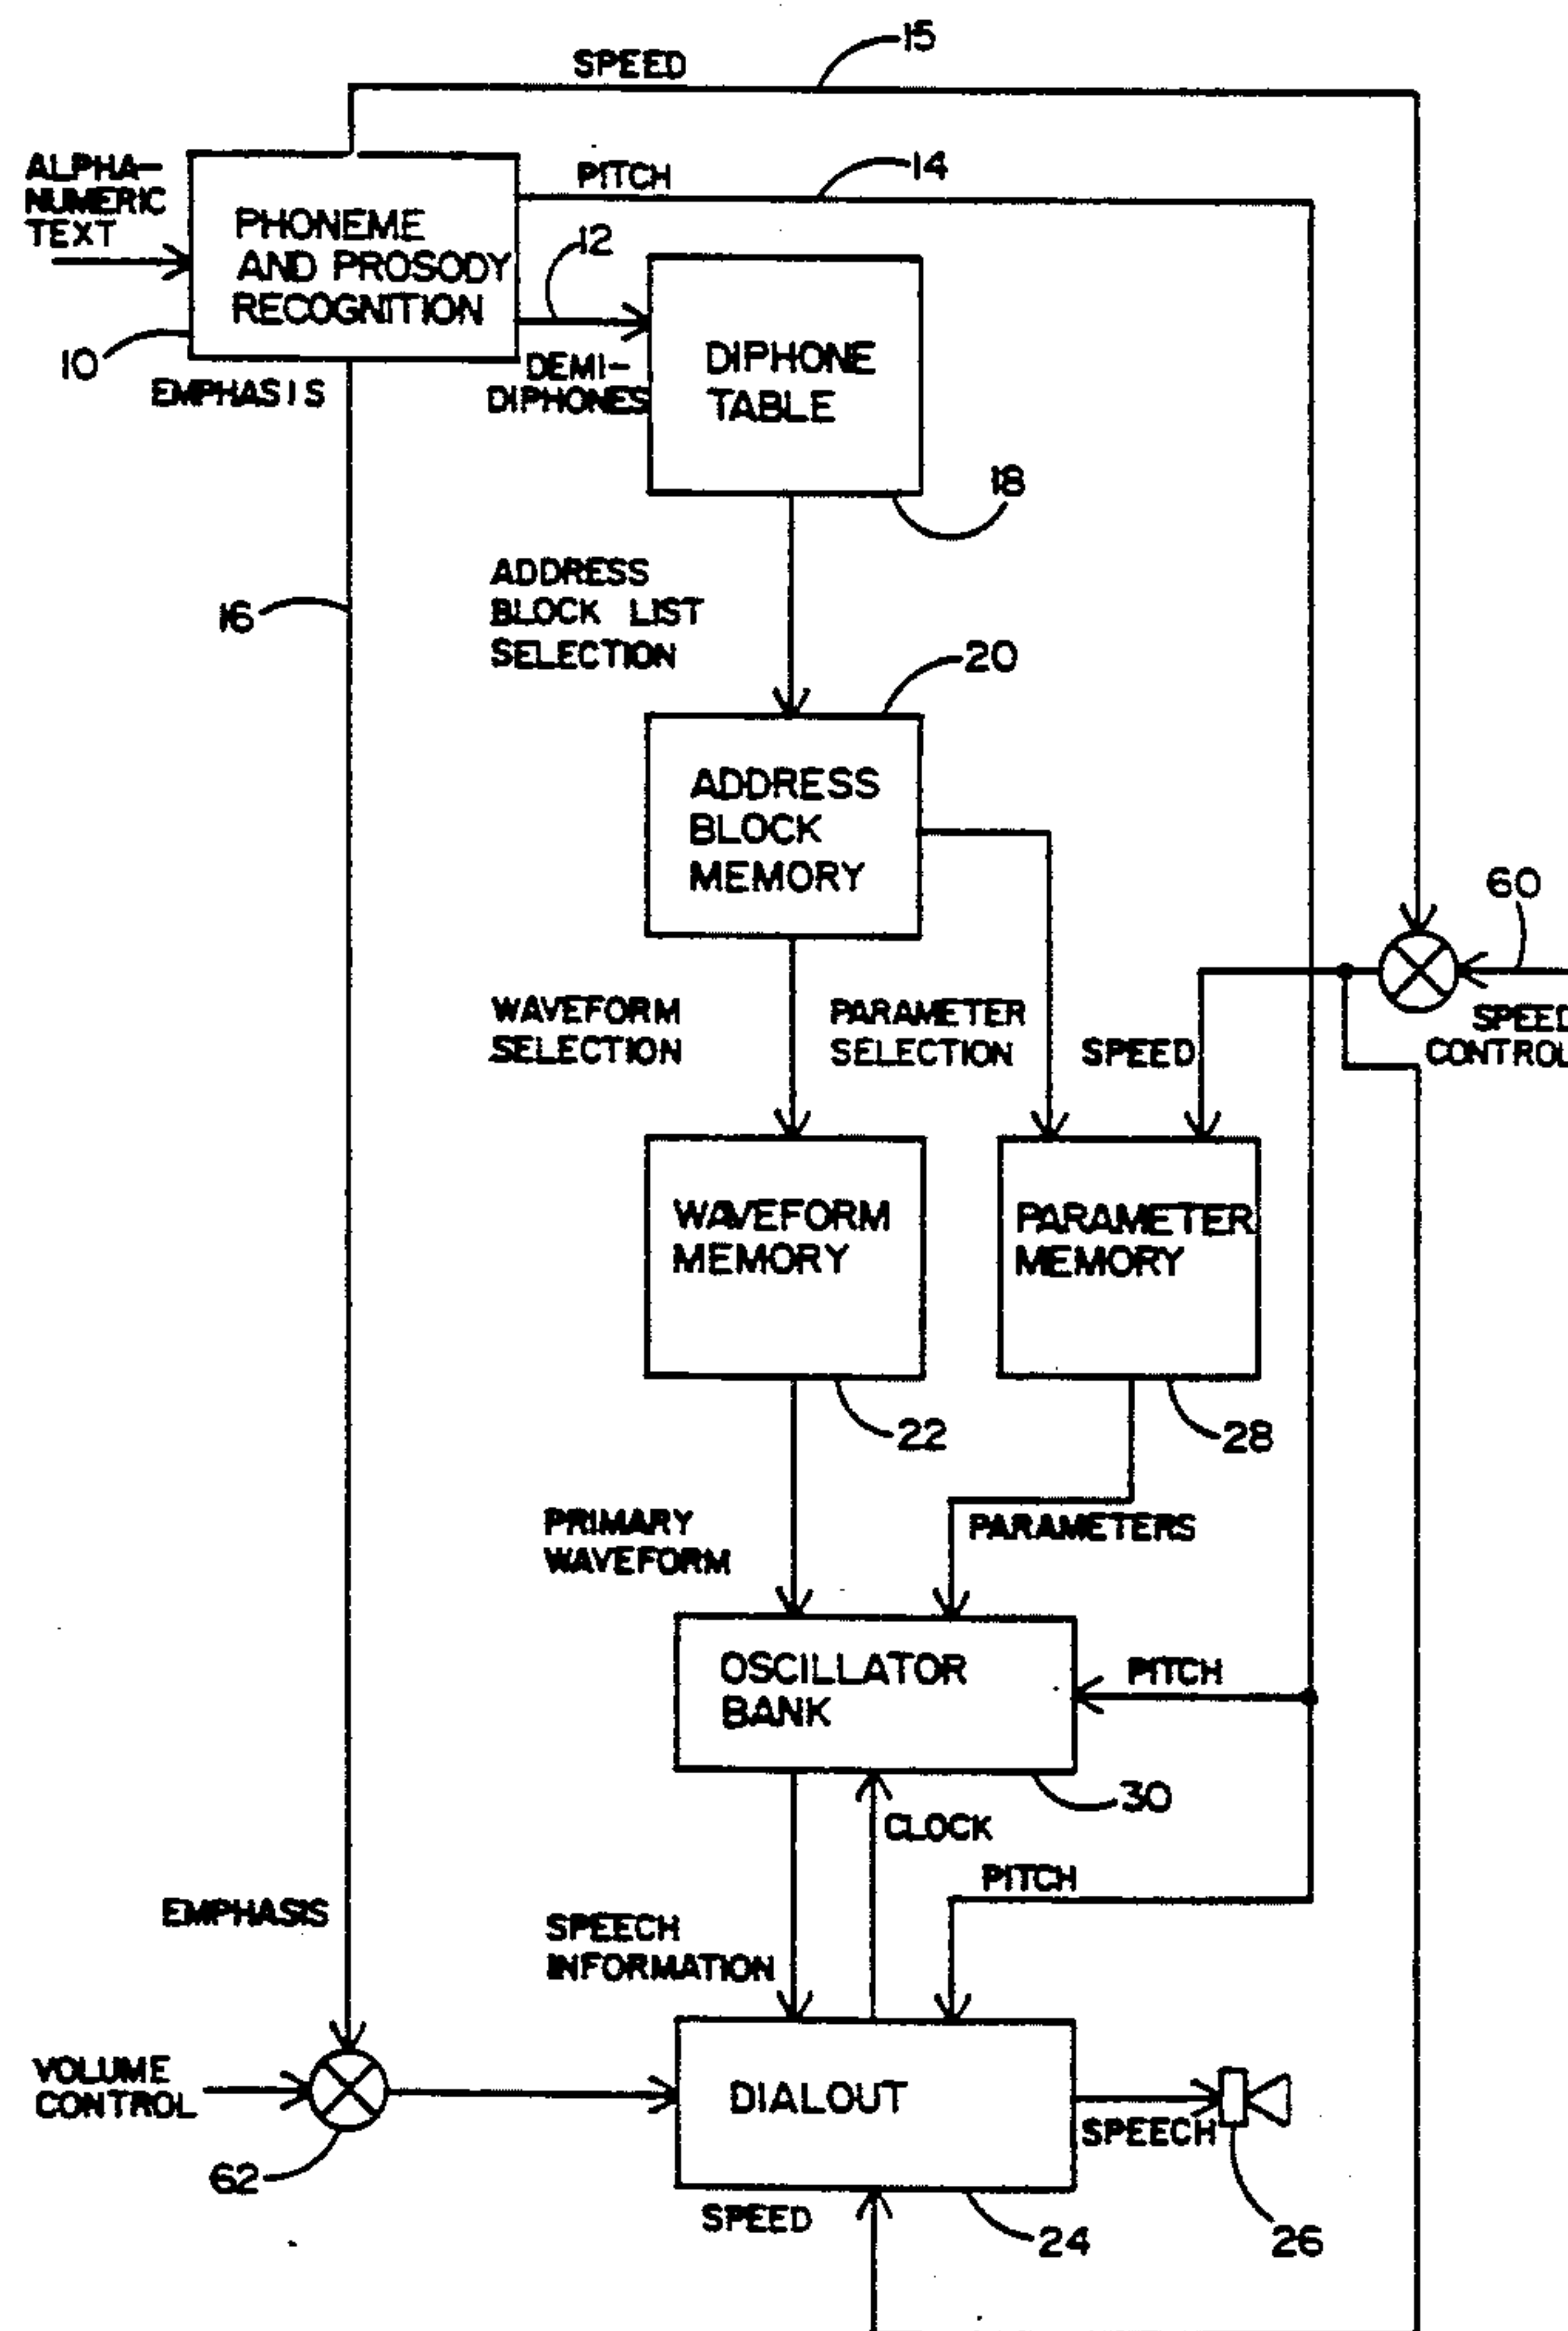 15
SPEED
ALPHA-
NUMERIC
TEXT
PITCH
14
PHONEME
AND PROSODY
RECOGNITION
12
10
EMPHASIS
DEMI-
DIPHONES
DIPHONE
TABLE
18
16
ADDRESS
BLOCK LIST
SELECTION
20
ADDRESS
BLOCK
MEMORY
60
WAVEFORM
SELECTION
PARAMETER
SELECTION
SPEED
SPEED
CONTROL
WAVEFORM
MEMORY
PARAMETER
MEMORY
22
28
PRIMARY
WAVEFORM
PARAMETERS
OSCILLATOR
BANK
PITCH
30
CLOCK
PITCH
EMPHASIS
SPEECH
INFORMATION
VOLUME
CONTROL
DIALOUT
SPEECH
62
SPEED
24
26